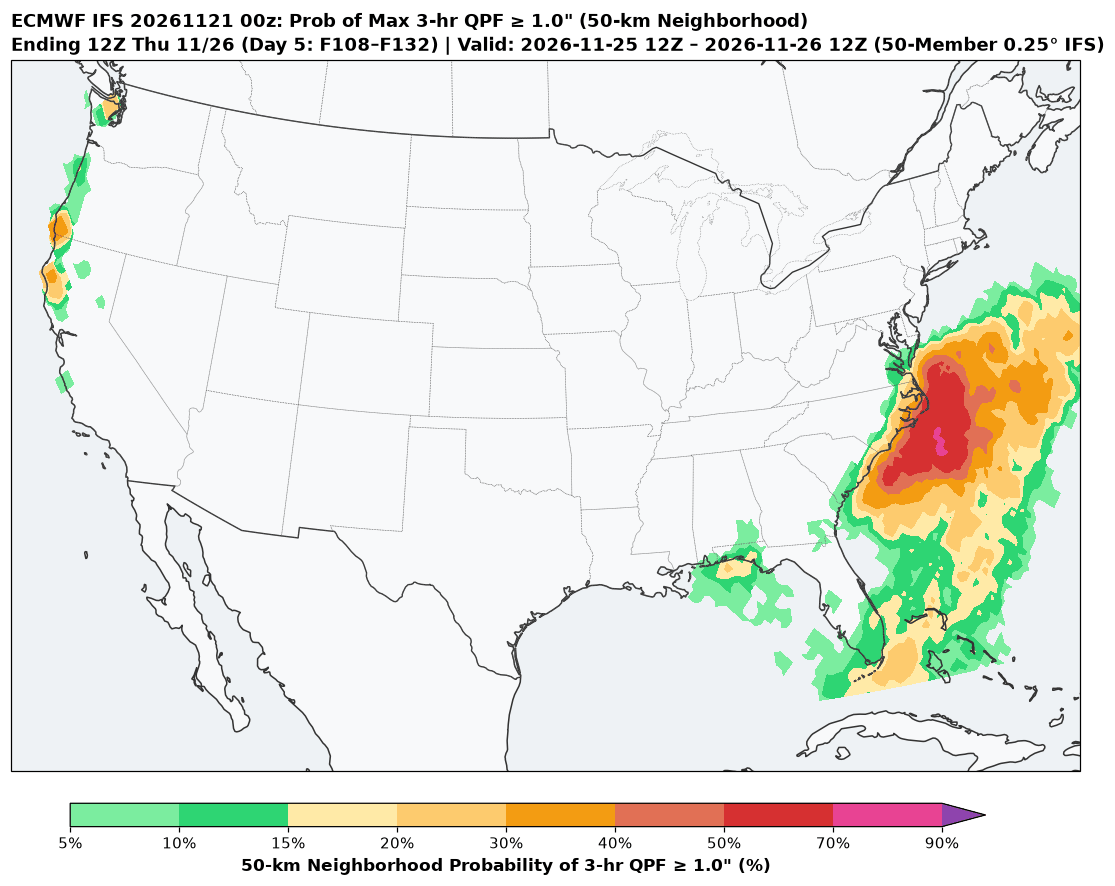 ECMWF IFS 20261121 00z: Prob of Max 3-hr QPF ≥ 1.0" (50-km Neighborhood)
Ending 12Z Thu 11/26 (Day 5: F108–F132) | Valid: 2026-11-25 12Z – 2026-11-26 12Z (50-Member 0.25° IFS)
5% 10% 15% 20% 30% 40% 50% 70% 90%
50-km Neighborhood Probability of 3-hr QPF ≥ 1.0" (%)